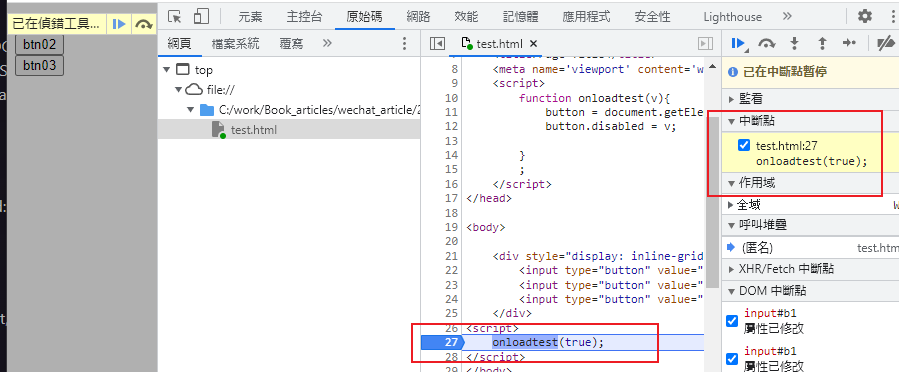 已在偵錯工具...
btn02
btn03
元素 主控台 原始碼 網路 效能 記憶體 應用程式 安全性 Lighthouse »
網頁 檔案系統 覆寫 »
top
file://
C:/work/Book_articles/wechat_article/2
test.html
test.html ×
8 <meta name='viewport' content='w
9 <script>
10 function onloadtest(v){
11 button = document.getEle
12 button.disabled = v;
13
14 }
15 ;
16 </script>
17 </head>
18
19 <body>
20
21 <div style="display: inline-grid
22 <input type="button" value="
23 <input type="button" value="
24 <input type="button" value="
25 </div>
26 <script>
27 onloadtest(true);
28 </script>
</body>
已在中斷點暫停
監看
中斷點
test.html:27
onloadtest(true);
作用域
全域 W
呼叫堆疊
(匿名) test.htm
XHR/Fetch 中斷點
DOM 中斷點
input#b1
屬性已修改
input#b1
屬性已修改